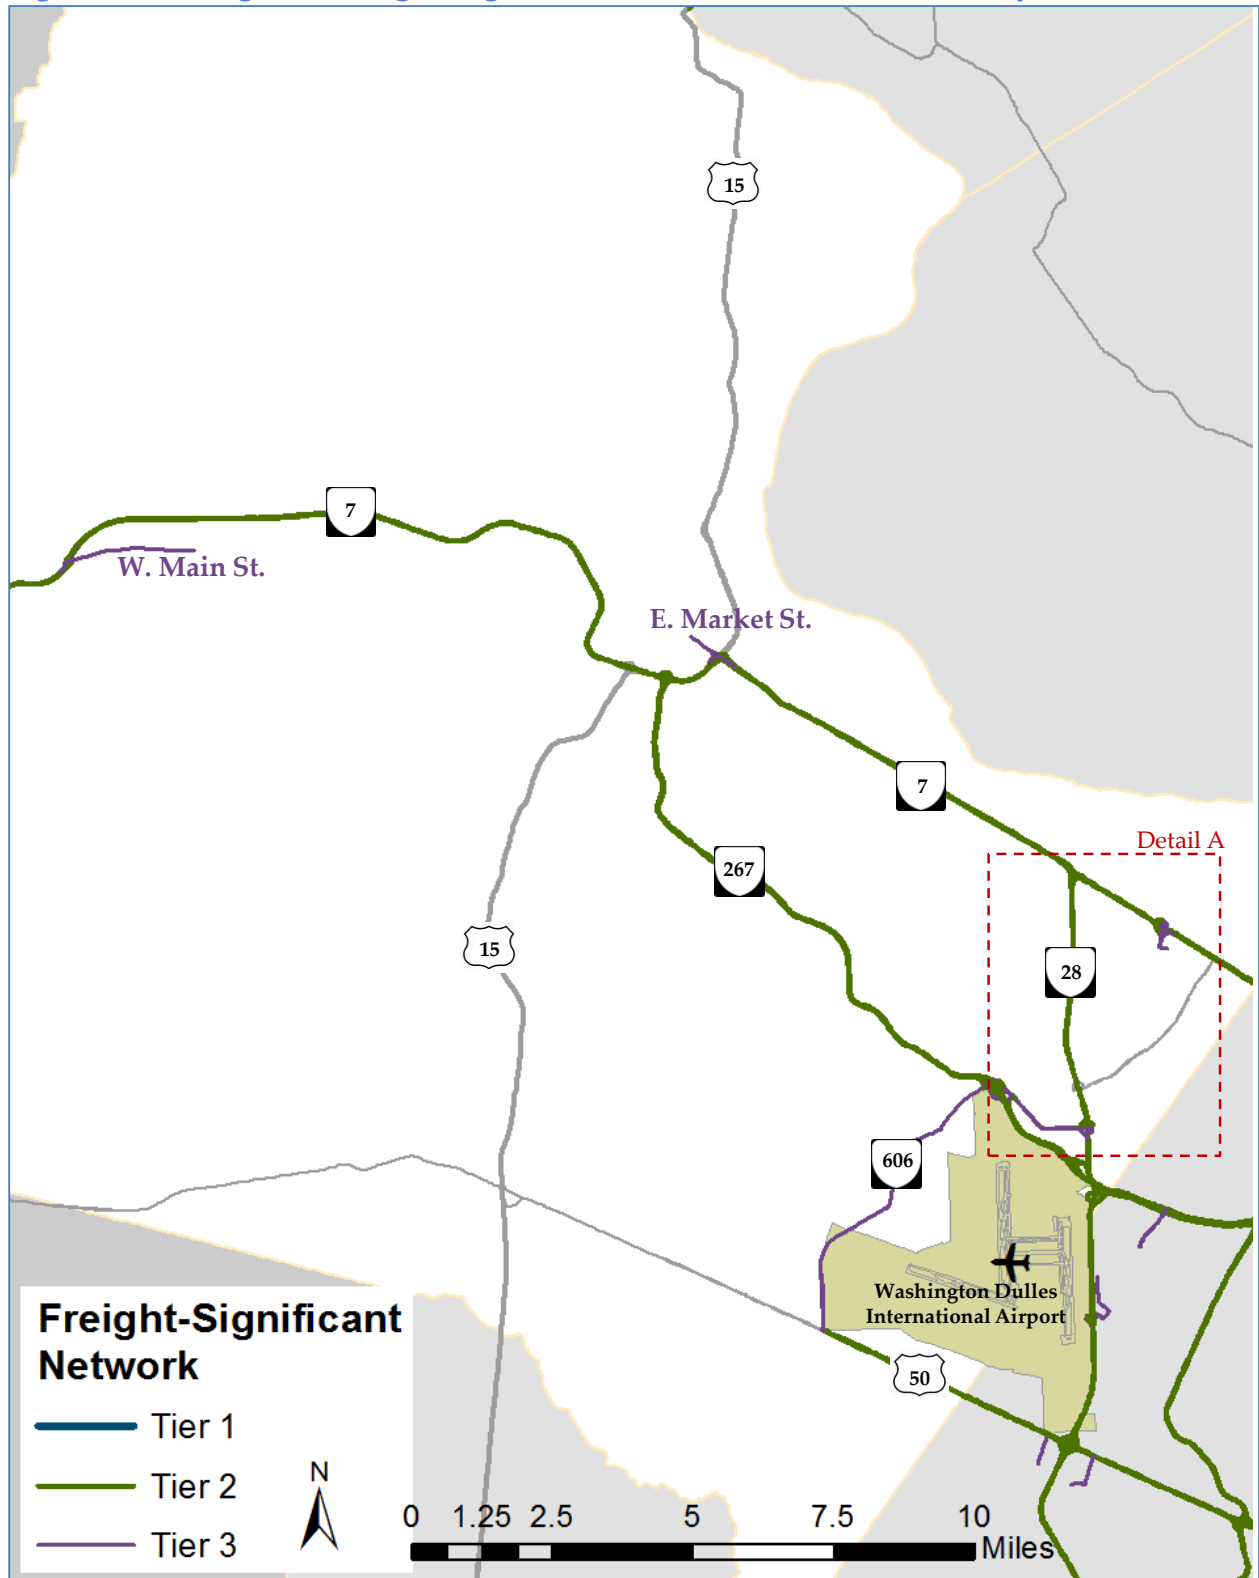 15
7
W. Main St.
E. Market St.
7
Detail A
267
15
28
606
Washington Dulles
International Airport
50
Freight-Significant
Network
Tier 1
Tier 2
Tier 3
N
0 1.25 2.5 5 7.5 10
Miles